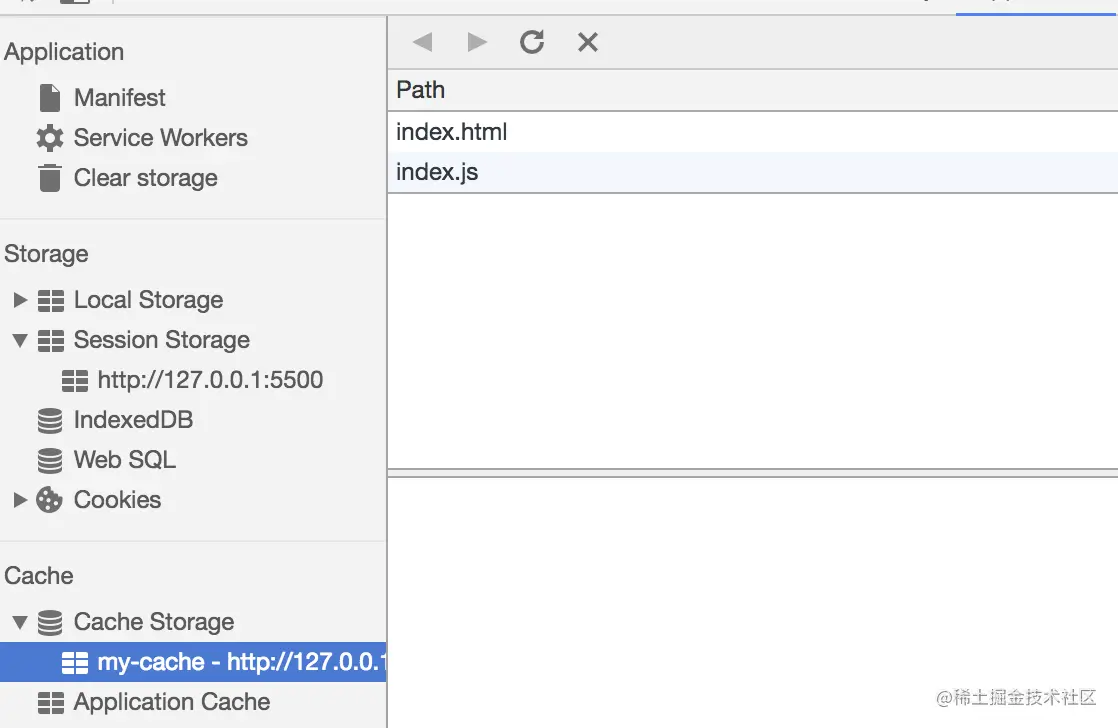 Application
Manifest
Service Workers
Clear storage
Storage
Local Storage
Session Storage
http://127.0.0.1:5500
IndexedDB
Web SQL
Cookies
Cache
Cache Storage
my-cache - http://127.0.0.1
Application Cache
Path
index.html
index.js
@稀土掘金技术社区